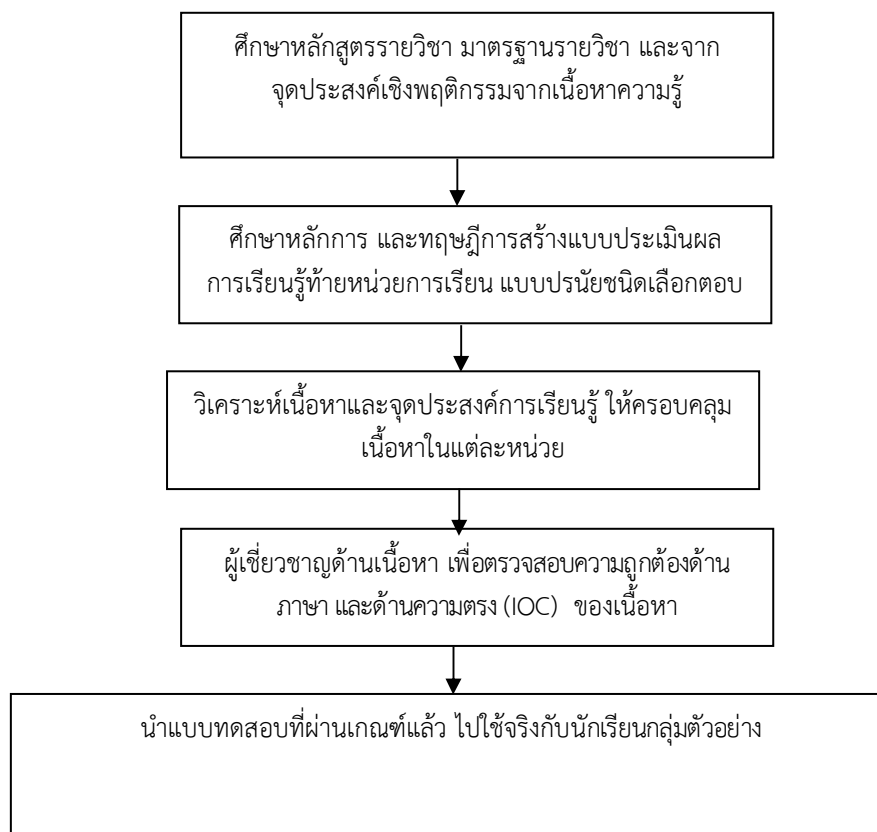 ศึกษาหลักสูตรรายวิชา มาตรฐานรายวิชา และจาก
จุดประสงค์เชิงพฤติกรรมจากเนื้อหาความรู้
ศึกษาหลักการ และทฤษฎีการสร้างแบบประเมินผล
การเรียนรู้ท้ายหน่วยการเรียน แบบปรนัยชนิดเลือกตอบ
วิเคราะห์เนื้อหาและจุดประสงค์การเรียนรู้ ให้ครอบคลุม
เนื้อหาในแต่ละหน่วย
ผู้เชี่ยวชาญด้านเนื้อหา เพื่อตรวจสอบความถูกต้องด้าน
ภาษา และด้านความตรง (IOC) ของเนื้อหา
นำแบบทดสอบที่ผ่านเกณฑ์แล้ว ไปใช้จริงกับนักเรียนกลุ่มตัวอย่าง